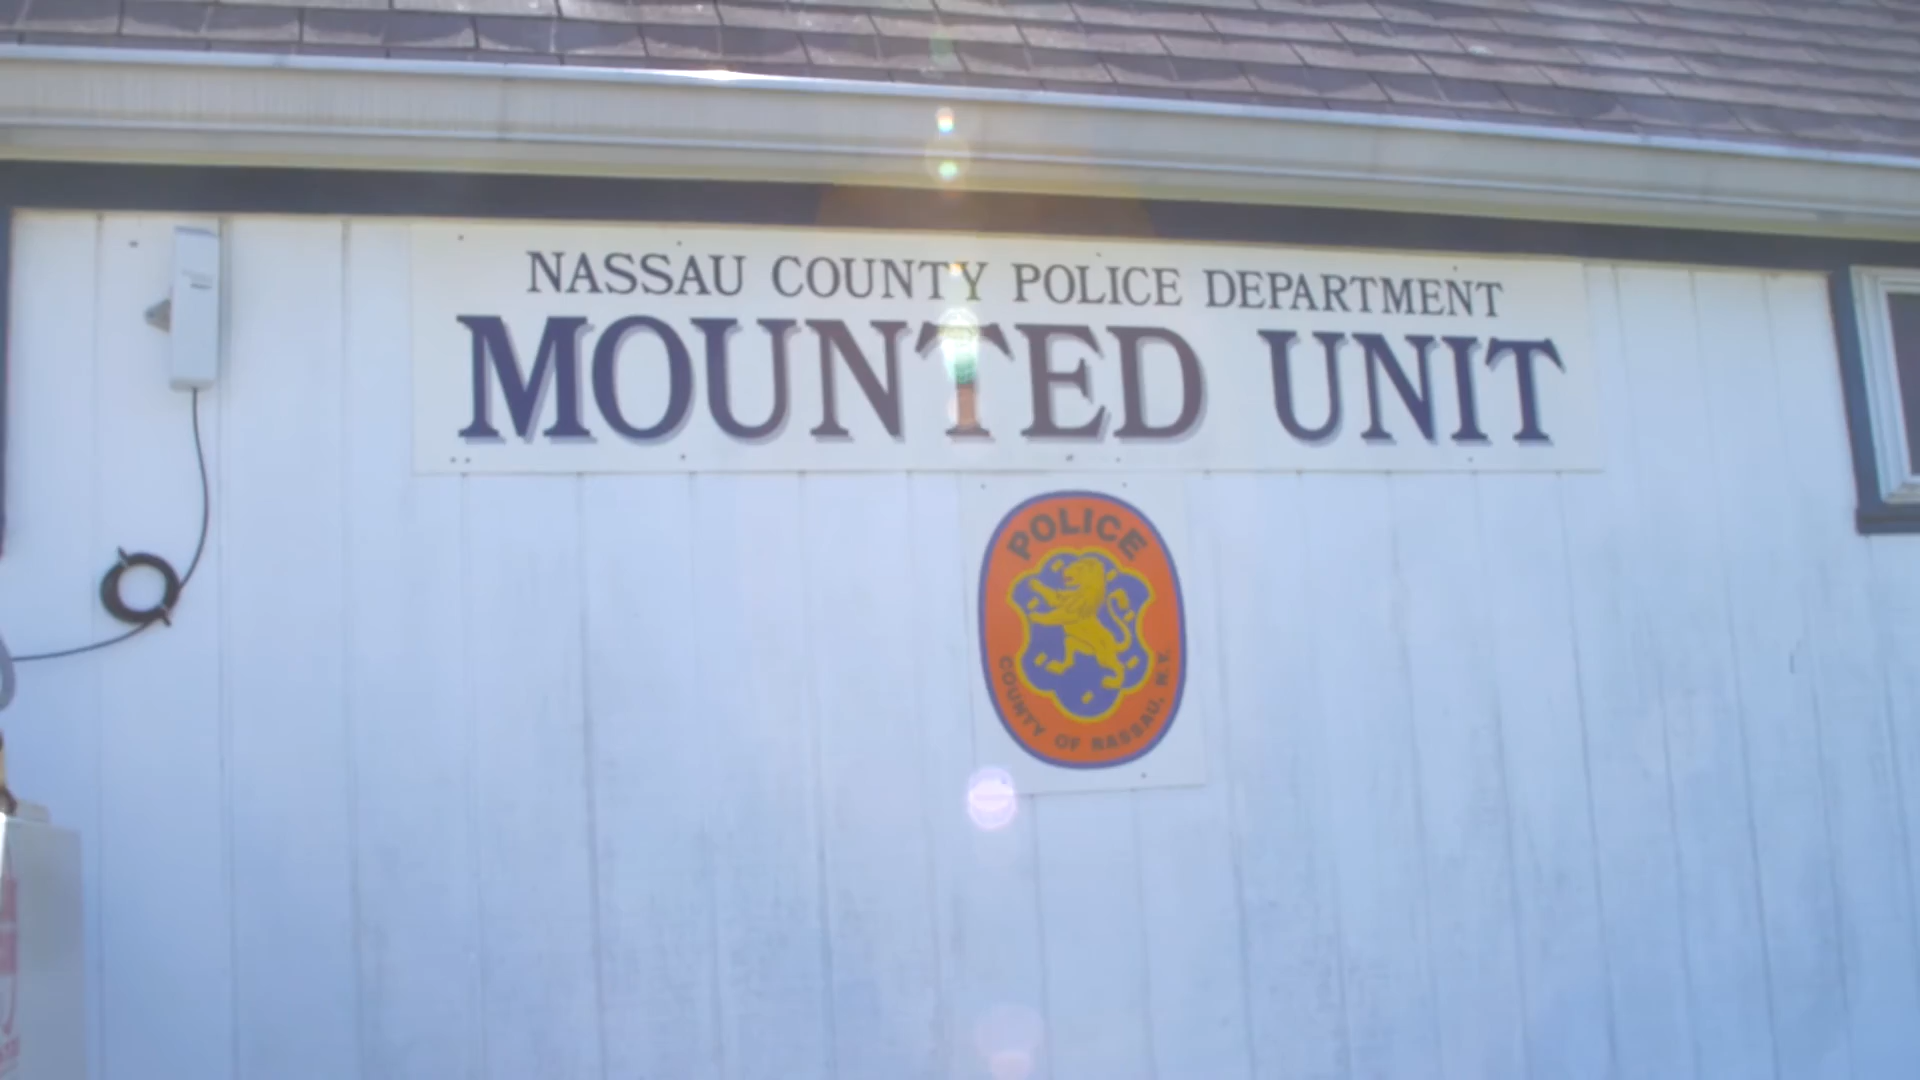 NASSAU COUNTY POLICE DEPARTMENT
MOUNTED UNIT
POLICE
COUNTY OF NASSAU, N.Y.